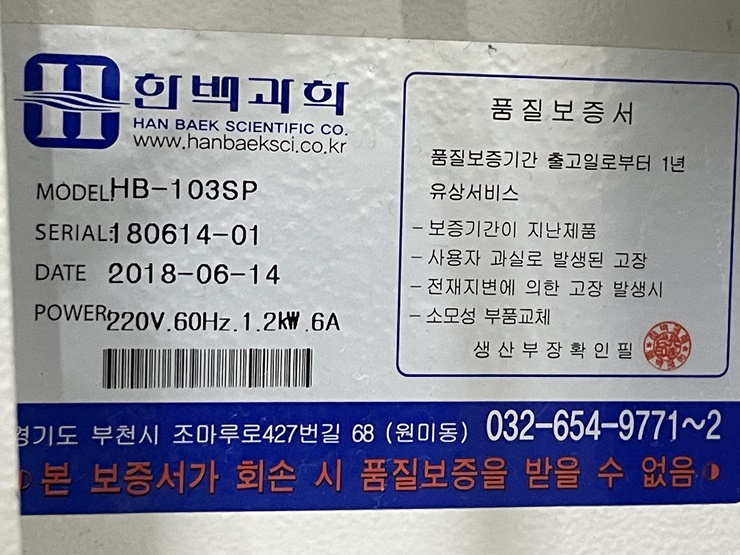 한백과학
HAN BAEK SCIENTIFIC CO.
www.hanbaeksci.co.kr
MODEL: HB-103SP
SERIAL: 180614-01
DATE 2018-06-14
POWER: 220V.60Hz.1.2kW.6A
품질보증서
품질보증기간 출고일로부터 1년
유상서비스
- 보증기간이 지난제품
- 사용자 과실로 발생된 고장
- 전재지변에 의한 고장 발생시
- 소모성 부품교체
생산부장확인필
경기도 부천시 조마루로427번길 68 (원미동) 032-654-9771~2
본 보증서가 회손 시 품질보증을 받을 수 없음